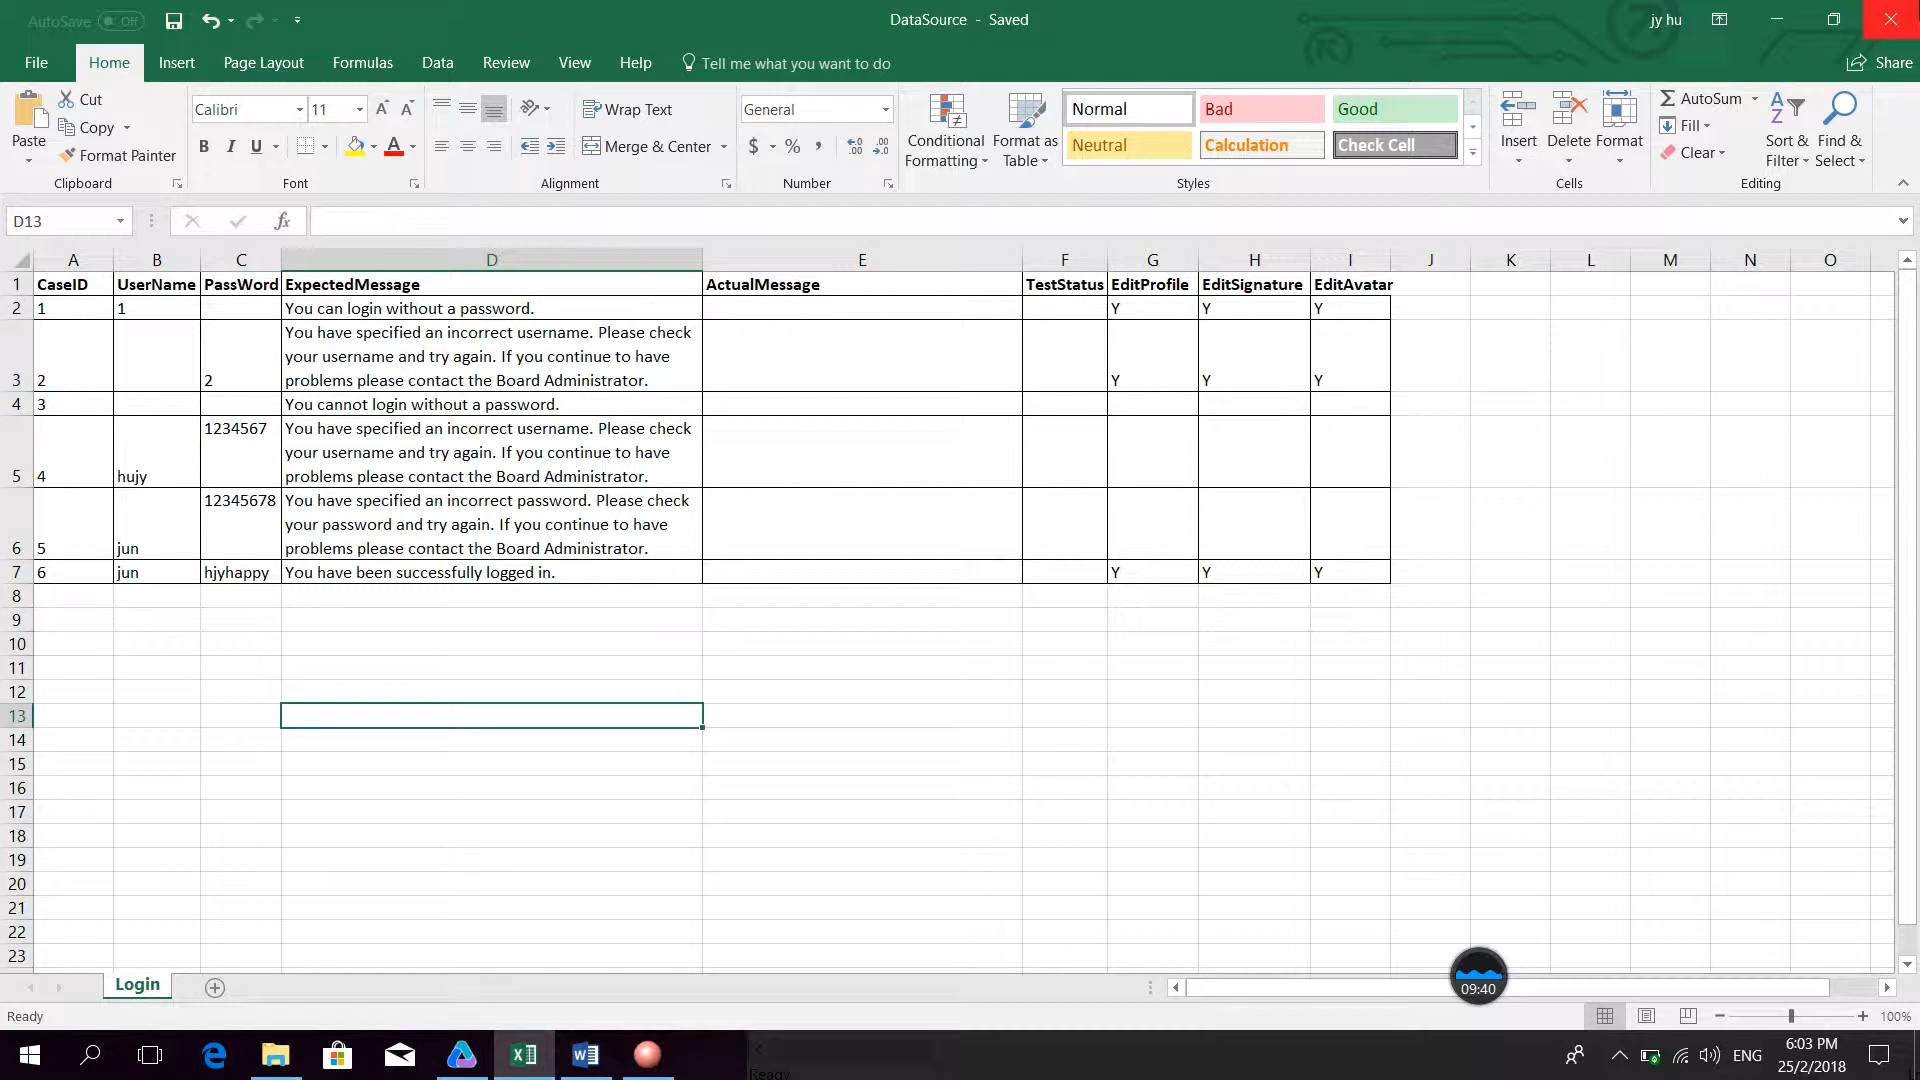 AutoSave Off
DataSource - Saved
jy hu
File Home Insert Page Layout Formulas Data Review View Help Tell me what you want to do Share
Paste
Cut
Copy
Format Painter
Clipboard
Calibri 11
B I U A
Font
Wrap Text
Merge & Center
Alignment
General
$ % ,
Number
Conditional Formatting
Format as Table
Normal Bad Good
Neutral Calculation Check Cell
Styles
Insert Delete Format
Cells
AutoSum
Fill
Clear
Sort & Filter
Find & Select
Editing
D13 fx
A B C D E F G H I J K L M N O
1 CaseID UserName PassWord ExpectedMessage ActualMessage TestStatus EditProfile EditSignature EditAvatar
2 1 1 You can login without a password. Y Y Y
You have specified an incorrect username. Please check
your username and try again. If you continue to have
3 2 2 problems please contact the Board Administrator. Y Y Y
4 3 You cannot login without a password.
1234567 You have specified an incorrect username. Please check
your username and try again. If you continue to have
5 4 hujy problems please contact the Board Administrator.
12345678 You have specified an incorrect password. Please check
your password and try again. If you continue to have
6 5 jun problems please contact the Board Administrator.
7 6 jun hjyhappy You have been successfully logged in. Y Y Y
8
9
10
11
12
13
14
15
16
17
18
19
20
21
22
23
Login
09:40
Ready
100%
Ready
ENG
6:03 PM
25/2/2018